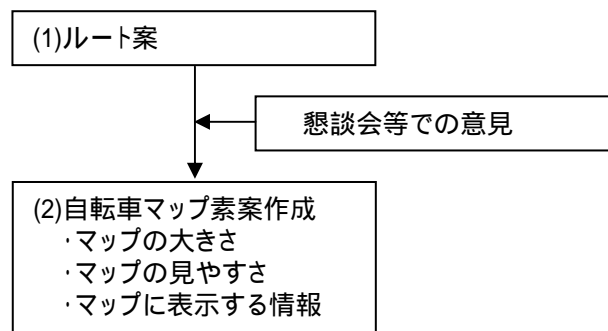 (1)ルート案
懇談会等での意見
(2)自転車マップ素案作成
・マップの大きさ
・マップの見やすさ
・マップに表示する情報